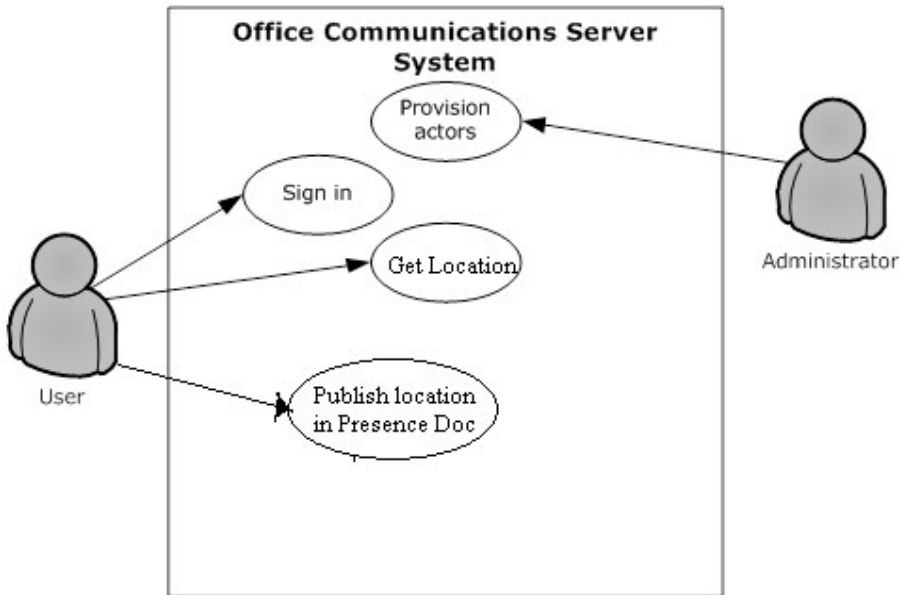 Office Communications Server
System
Provision
actors
Sign in
Get Location
Administrator
User
Publish location
in Presence Doc